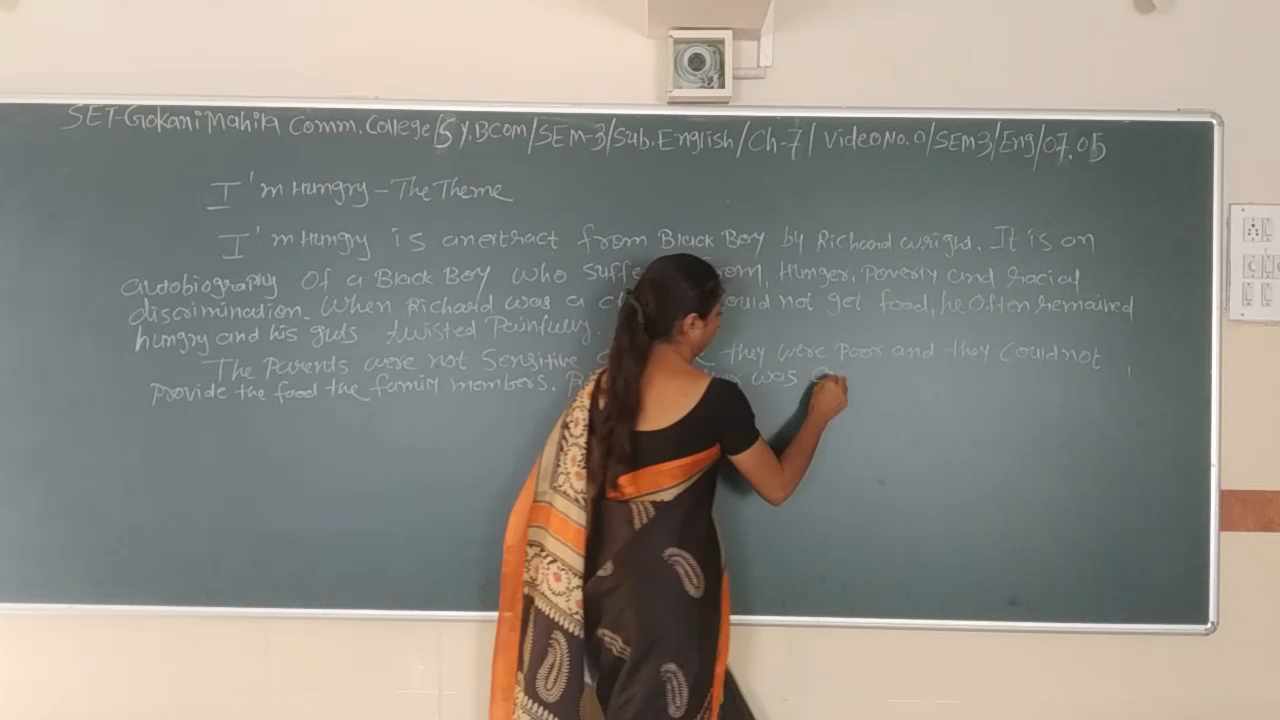 SET-Gokani Mahila Comm. College/SY.BCom/SEM-3/Sub. English/Ch-7/Video No. 0/SEM3/Eng/07.05
I'm Hungry - The Theme
I'm Hungry is an extract from Black Boy by Richard Wright. It is an
autobiography of a Black Boy who suffe om, Hunger, Poverty and racial
discrimination. When Richard was a c ould not get food, he often remained
hungry and his guts twisted Painfully.
The Parents were not Sensitive they were Poor and they Could not
Provide the food the family members. was